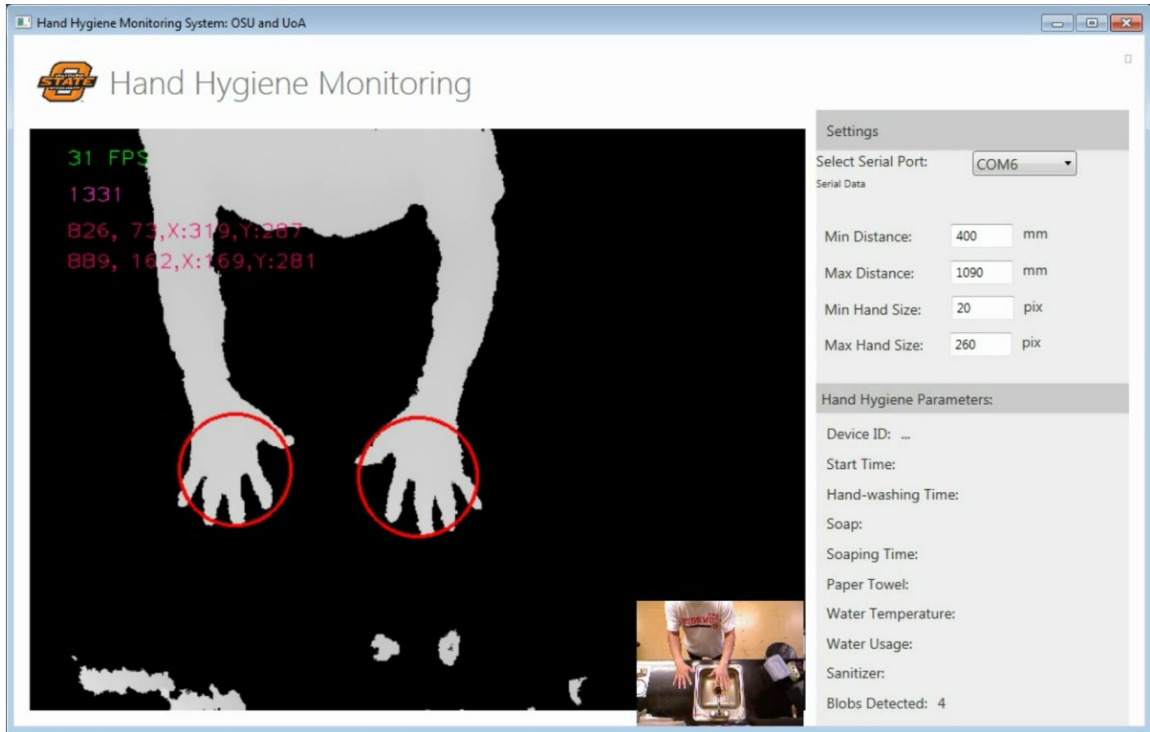 Hand Hygiene Monitoring System: OSU and UoA
STATE
Hand Hygiene Monitoring
31 FPS
1331
826, 73,X:319,Y:287
889, 162,X:169,Y:281
Settings
Select Serial Port: COM6
Serial Data
Min Distance: 400 mm
Max Distance: 1090 mm
Min Hand Size: 20 pix
Max Hand Size: 260 pix
Hand Hygiene Parameters:
Device ID: ...
Start Time:
Hand-washing Time:
Soap:
Soaping Time:
Paper Towel:
Water Temperature:
Water Usage:
Sanitizer:
Blobs Detected: 4